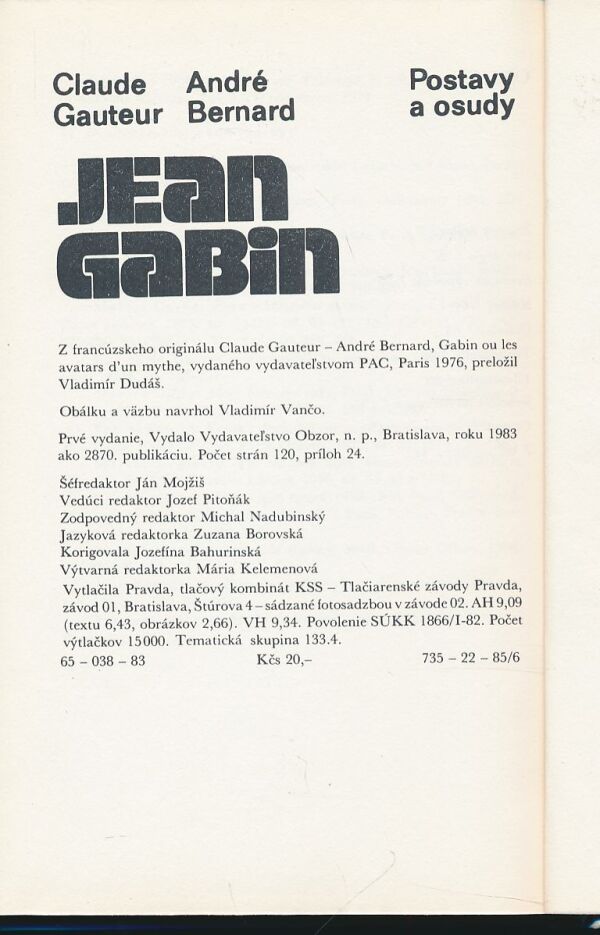 Claude André Postavy
Gauteur Bernard a osudy
JEan
GaBin
Z francúzskeho originálu Claude Gauteur – André Bernard, Gabin ou les
avatars d'un mythe, vydaného vydavateľstvom PAC, Paris 1976, preložil
Vladimír Dudáš.
Obálku a väzbu navrhol Vladimír Vančo.
Prvé vydanie, Vydalo Vydavateľstvo Obzor, n. p., Bratislava, roku 1983
ako 2870. publikáciu. Počet strán 120, príloh 24.
Šéfredaktor Ján Mojžiš
Vedúci redaktor Jozef Pitoňák
Zodpovedný redaktor Michal Nadubinský
Jazyková redaktorka Zuzana Borovská
Korigovala Jozefína Bahurinská
Výtvarná redaktorka Mária Kelemenová
Vytlačila Pravda, tlačový kombinát KSS – Tlačiarenské závody Pravda,
závod 01, Bratislava, Štúrova 4 – sádzané fotosadzbou v závode 02. AH 9,09
(textu 6,43, obrázkov 2,66). VH 9,34. Povolenie SÚKK 1866/I-82. Počet
výtlačkov 15000. Tematická skupina 133.4.
65 – 038 – 83 Kčs 20,– 735 – 22 – 85/6